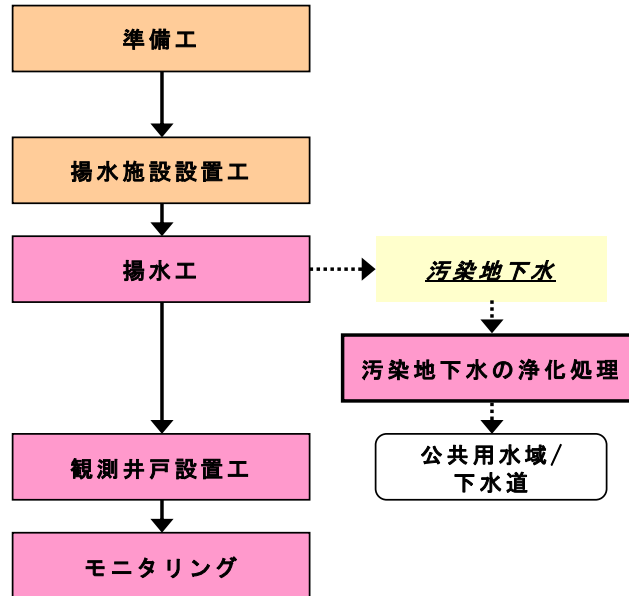 準備工
揚水施設設置工
揚水工
汚染地下水
汚染地下水の浄化処理
観測井戸設置工
公共用水域/
下水道
モニタリング